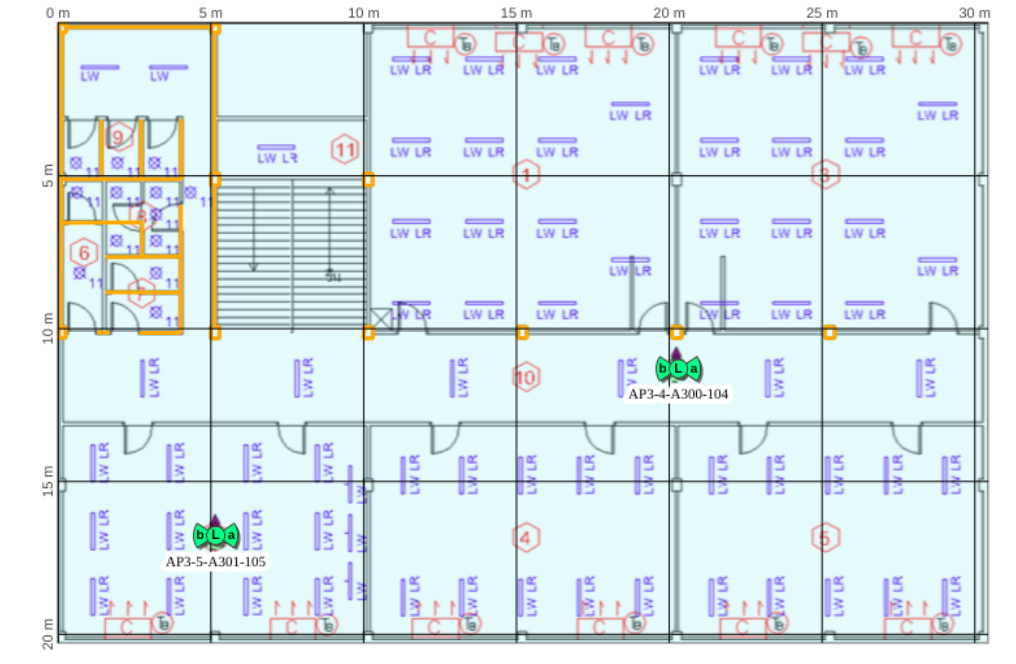 0 m 5 m 10 m 15 m 20 m 25 m 30 m
C TB C TB C TB C TB C TB C TB
LW LW
LW LR LW LR LW LR LW LR LW LR LW LR
LW LR LW LR
9
11
LW LR
LW LR LW LR LW LR LW LR LW LR LW LR
11 11 11
5 m
1 3
11 11 11 11
8
11
LW LR LW LR LW LR LW LR LW LR LW LR
6
11 11
LW LR LW LR
11 11
7
LW LR LW LR LW LR LW LR LW LR LW LR
11
10 m
LW LR LW LR LW LR LW LR LW LR LW LR
10
b L a
AP3-4-A300-104
LW LR LW LR LW LR LW LR LW LR LW LR LW LR LW LR LW LR LW LR LW LR LW LR
15 m
LW
LW LR LW LR LW LR LW LR LW
b L a
4 5
AP3-5-A301-105
LW LR LW LR LW LR LW LR LW LW LR LW LR LW LR LW LR LW LR LW LR LW LR LW LR
20 m
C TB C TB C TB C TB C TB C TB